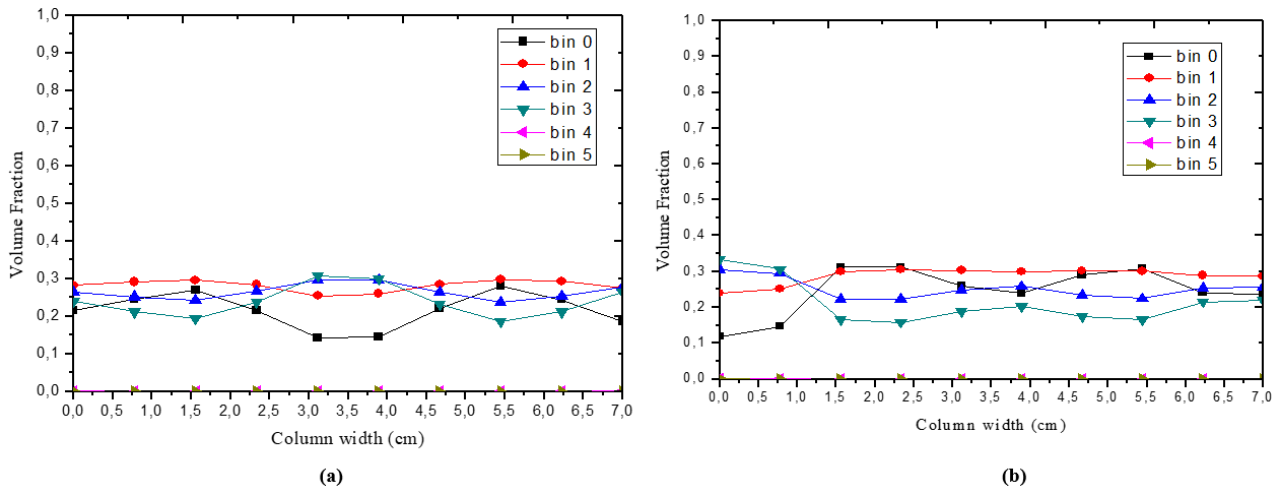 1,0
0,9
0,8
0,7
0,6
0,5
0,4
0,3
0,2
0,1
0,0
Volume Fraction
bin 0
bin 1
bin 2
bin 3
bin 4
bin 5
0,0 0,5 1,0 1,5 2,0 2,5 3,0 3,5 4,0 4,5 5,0 5,5 6,0 6,5 7,0
Column width (cm)
(a)
1,0
0,9
0,8
0,7
0,6
0,5
0,4
0,3
0,2
0,1
0,0
Volume Fraction
bin 0
bin 1
bin 2
bin 3
bin 4
bin 5
0,0 0,5 1,0 1,5 2,0 2,5 3,0 3,5 4,0 4,5 5,0 5,5 6,0 6,5 7,0
Column width (cm)
(b)